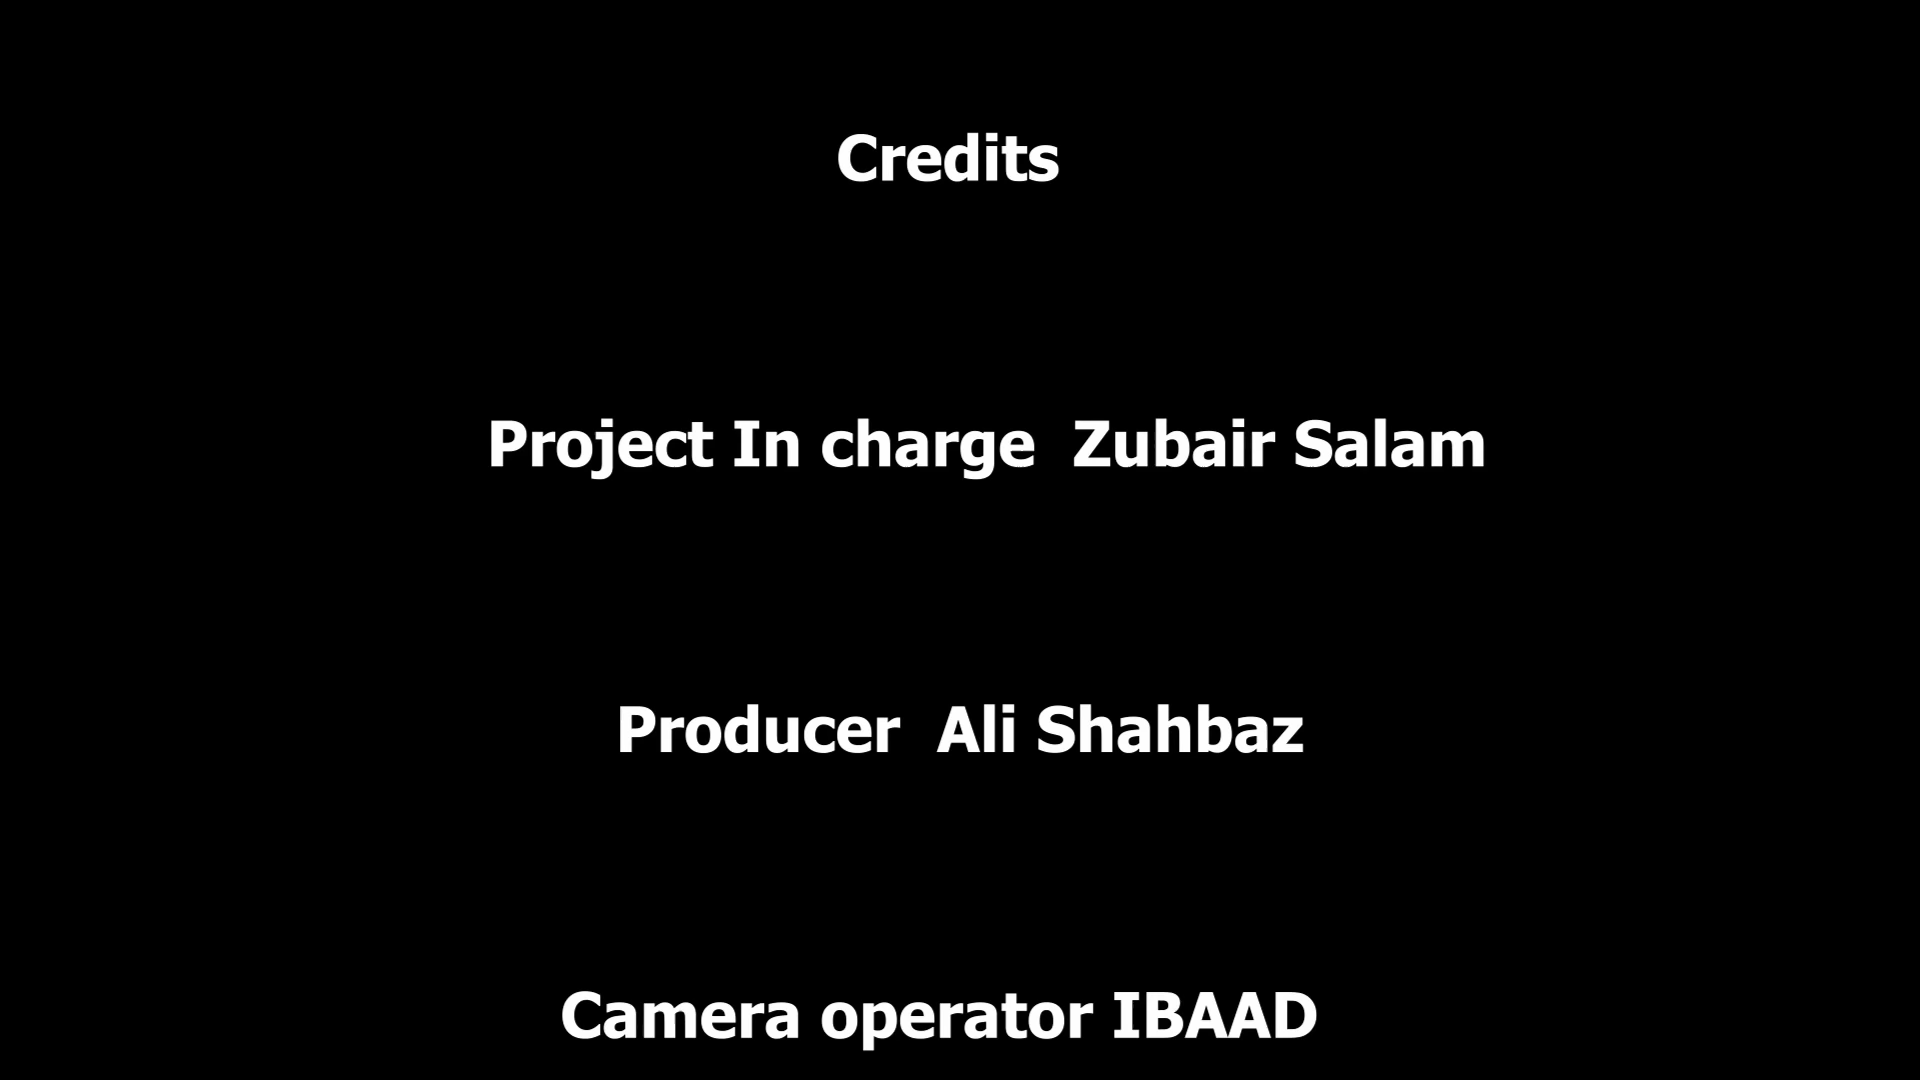 Credits
Project In charge  Zubair Salam
Producer  Ali Shahbaz
Camera operator IBAAD